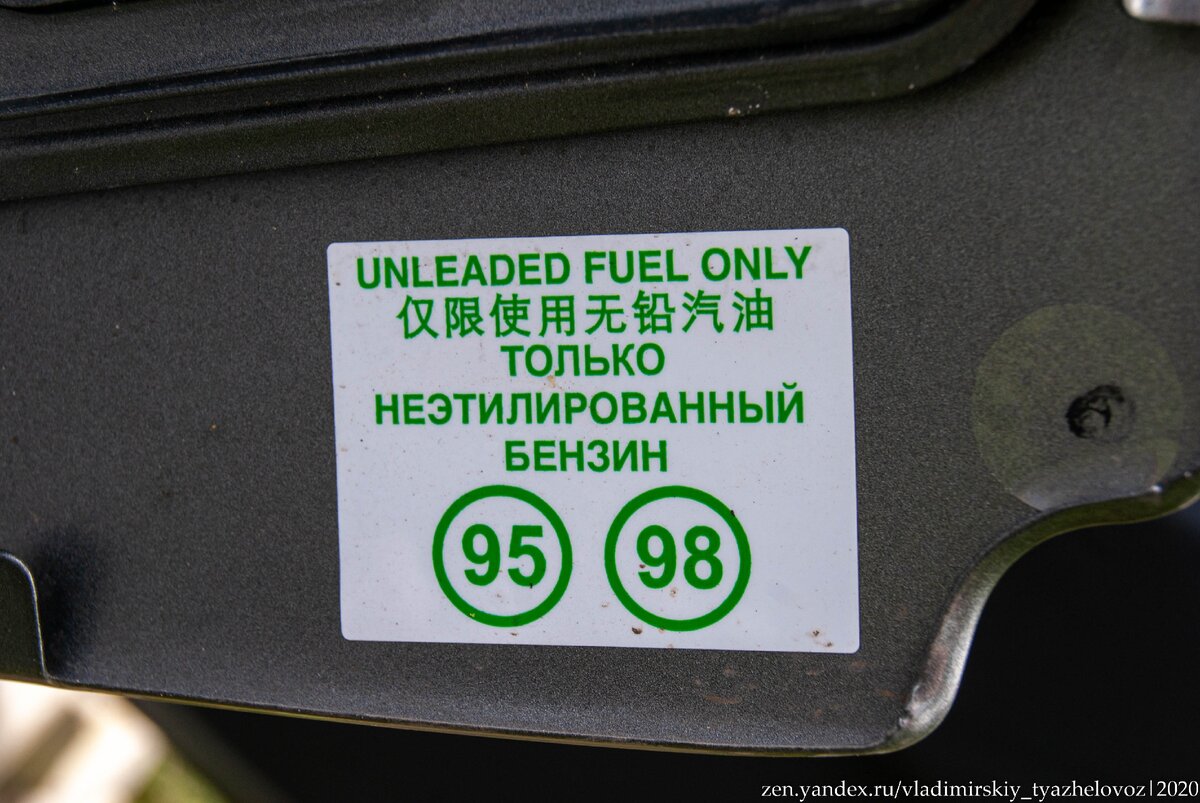 UNLEADED FUEL ONLY
仅限使用无铅汽油
ТОЛЬКО
НЕЭТИЛИРОВАННЫЙ
БЕНЗИН
95 98
zen.yandex.ru/vladimirskiy_tyazhelovoz|2020